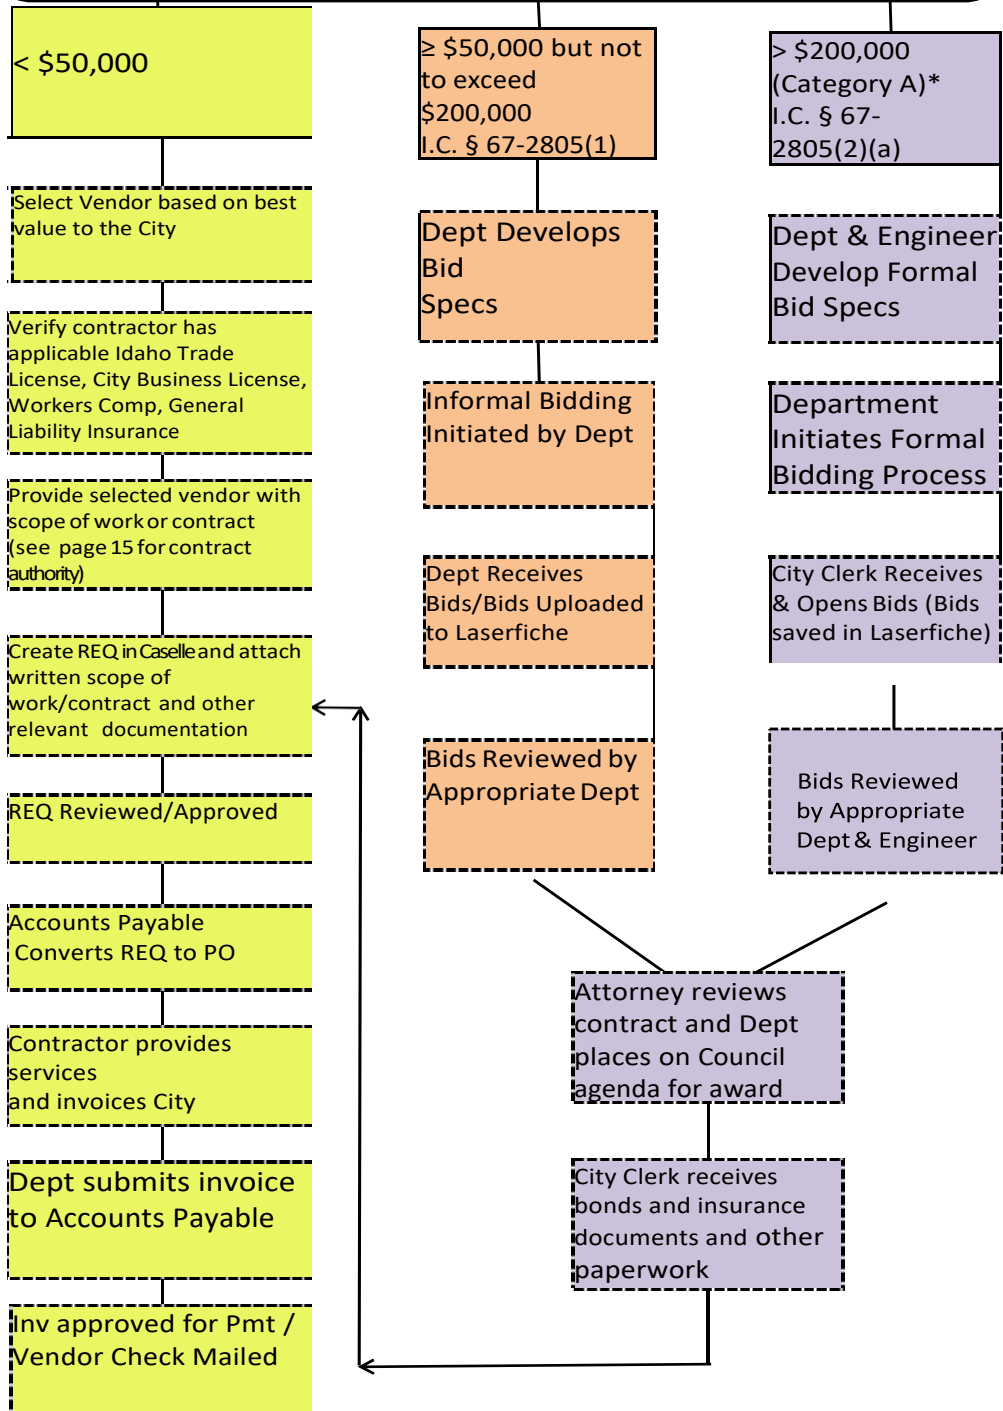 < $50,000
Select Vendor based on best
value to the City
Verify contractor has
applicable Idaho Trade
License, City Business License,
Workers Comp, General
Liability Insurance
Provide selected vendor with
scope of work or contract
(see page 15 for contract
authority)
Create REQ in Caselle and attach
written scope of
work/contract and other
relevant documentation
REQ Reviewed/Approved
Accounts Payable
Converts REQ to PO
Contractor provides
services
and invoices City
Dept submits invoice
to Accounts Payable
Inv approved for Pmt /
Vendor Check Mailed
≥ $50,000 but not
to exceed
$200,000
I.C. § 67-2805(1)
Dept Develops
Bid
Specs
Informal Bidding
Initiated by Dept
Dept Receives
Bids/Bids Uploaded
to Laserfiche
Bids Reviewed by
Appropriate Dept
> $200,000
(Category A)*
I.C. § 67-
2805(2)(a)
Dept & Engineer
Develop Formal
Bid Specs
Department
Initiates Formal
Bidding Process
City Clerk Receives
& Opens Bids (Bids
saved in Laserfiche)
Bids Reviewed
by Appropriate
Dept & Engineer
Attorney reviews
contract and Dept
places on Council
agenda for award
City Clerk receives
bonds and insurance
documents and other
paperwork